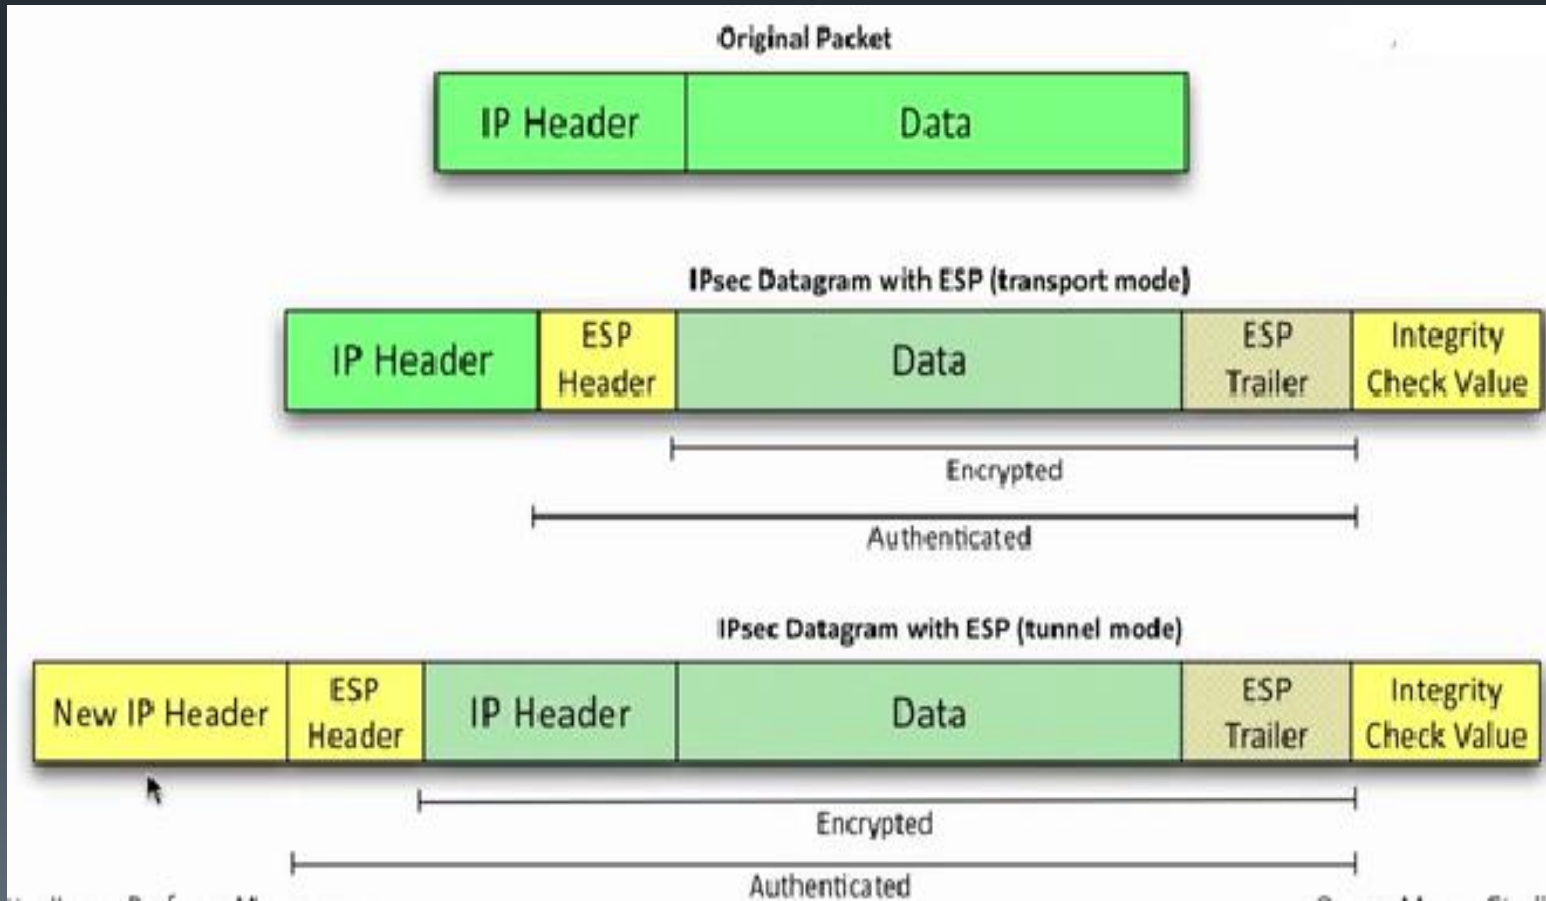 Original Packet
IP Header
Data
IPsec Datagram with ESP (transport mode)
IP Header
ESP
Header
Data
ESP
Trailer
Integrity
Check Value
Encrypted
Authenticated
IPsec Datagram with ESP (tunnel mode)
New IP Header
ESP
Header
IP Header
Data
ESP
Trailer
Integrity
Check Value
Encrypted
Authenticated